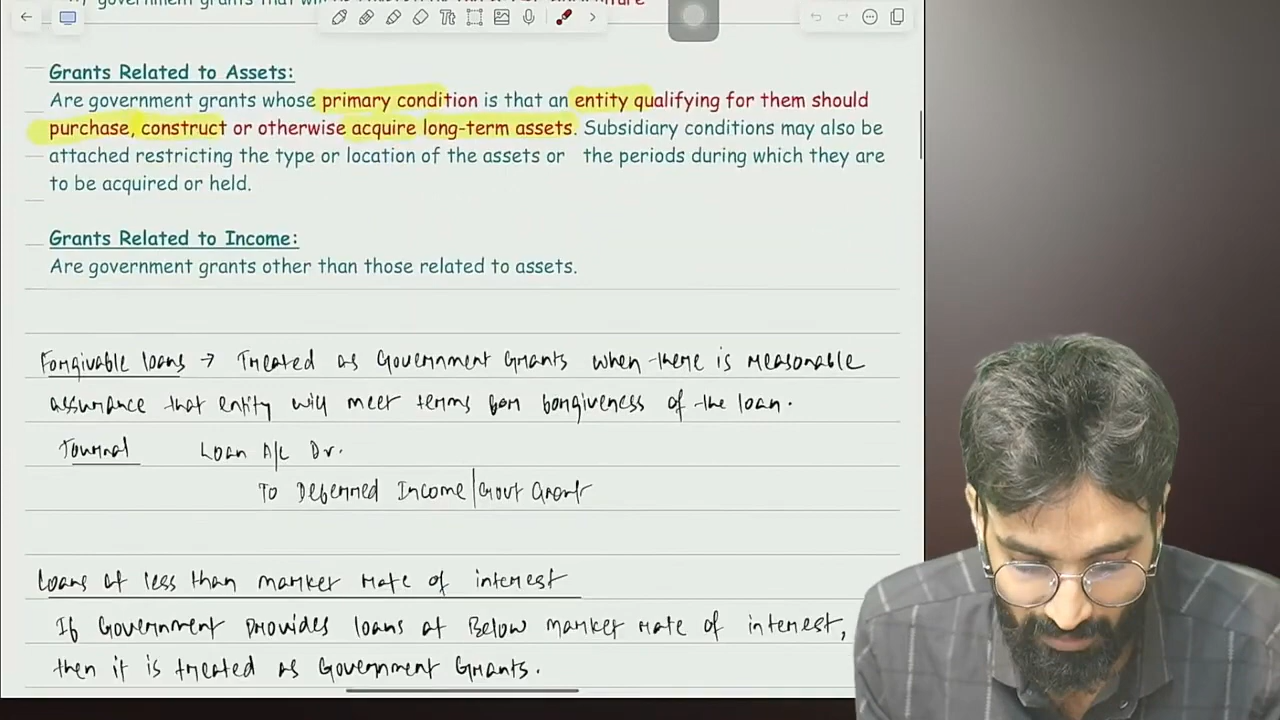 Grants Related to Assets:
Are government grants whose primary condition is that an entity qualifying for them should
purchase, construct or otherwise acquire long-term assets. Subsidiary conditions may also be
attached restricting the type or location of the assets or the periods during which they are
to be acquired or held.
Grants Related to Income:
Are government grants other than those related to assets.
Forgivable loans → Treated as Government Grants when there is reasonable
assurance that entity will meet terms for forgiveness of the loan.
Journal Loan A/c Dr.
To Deferred Income/Govt Grant
Loans at less than market rate of interest
If Government provides loans at Below market rate of interest,
then it is treated as Government Grants.